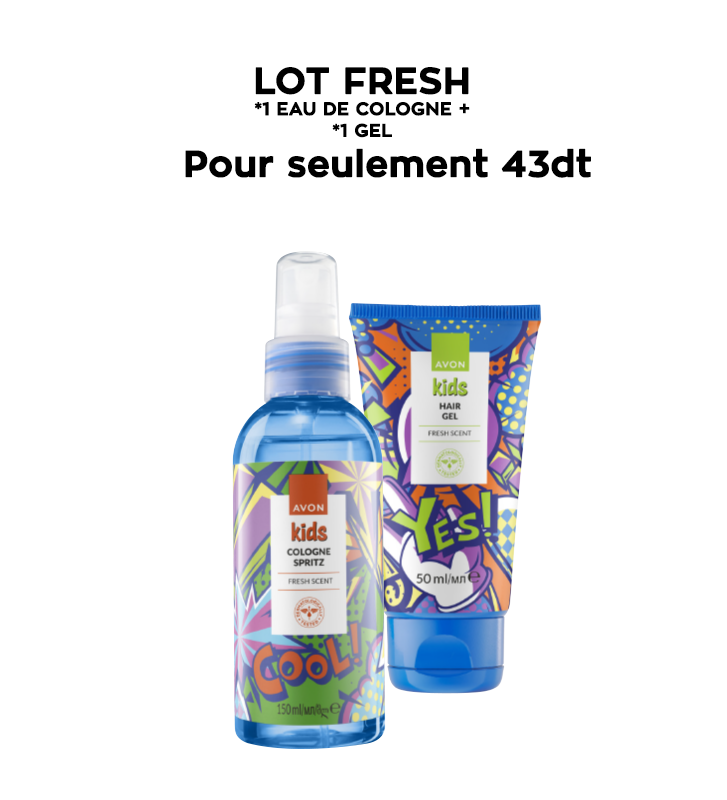 LOT FRESH
*1 EAU DE COLOGNE +
*1 GEL
Pour seulement 43dt
AVON
kids
HAIR
GEL
FRESH SCENT
YES!
50 ml/мл e
AVON
kids
COLOGNE
SPRITZ
FRESH SCENT
COOL!
150 ml/мл